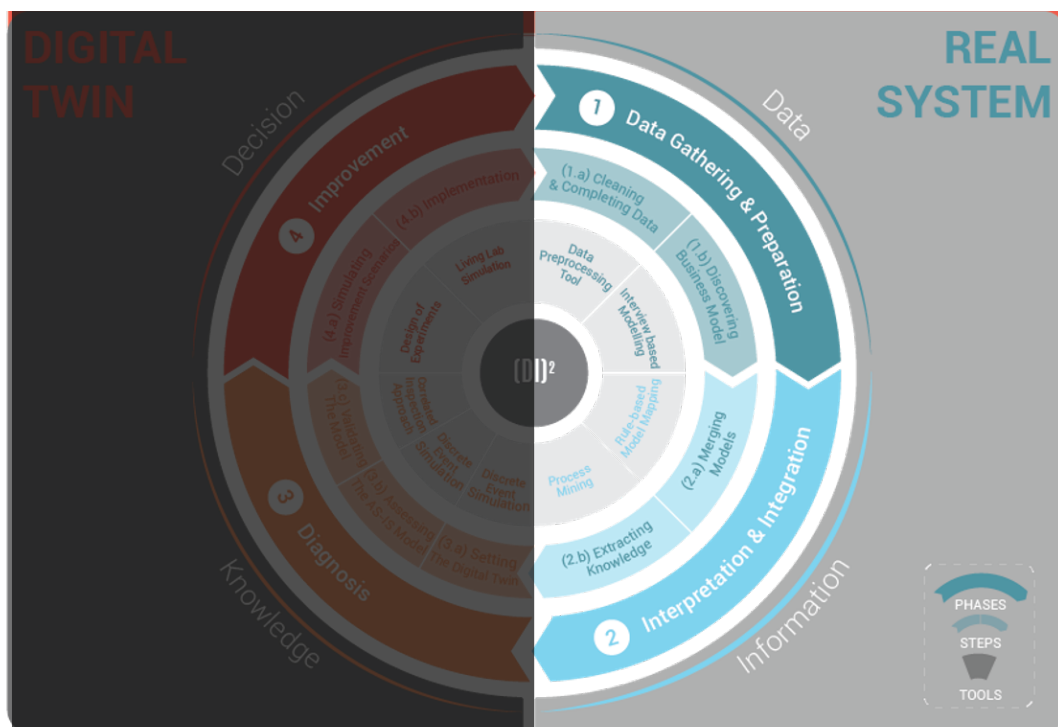 DIGITAL
TWIN
REAL
SYSTEM
Decision
Data
Knowledge
Information
1 Data Gathering & Preparation
(1.a) Cleaning
& Completing Data
(1.b) Discovering
Business Model
Data
Preprocessing
Tool
Interview based
Modelling
2 Interpretation & Integration
(2.a) Merging
Models
(2.b) Extracting
Knowledge
Rule-based
Model Mapping
Process
Mining
3 Diagnosis
(3.a) Setting
The Digital Twin
(3.b) Assessing
The AS-IS Model
(3.c) Validating
The Model
Discrete
Event
Simulation
Discrete
Event
Simulation
Correlated
Inspection
Approach
4 Improvement
(4.a) Simulating
Improvement Scenarios
(4.b) Implementation
Design of
Experiments
Living Lab
Simulation
(DI)²
PHASES
STEPS
TOOLS